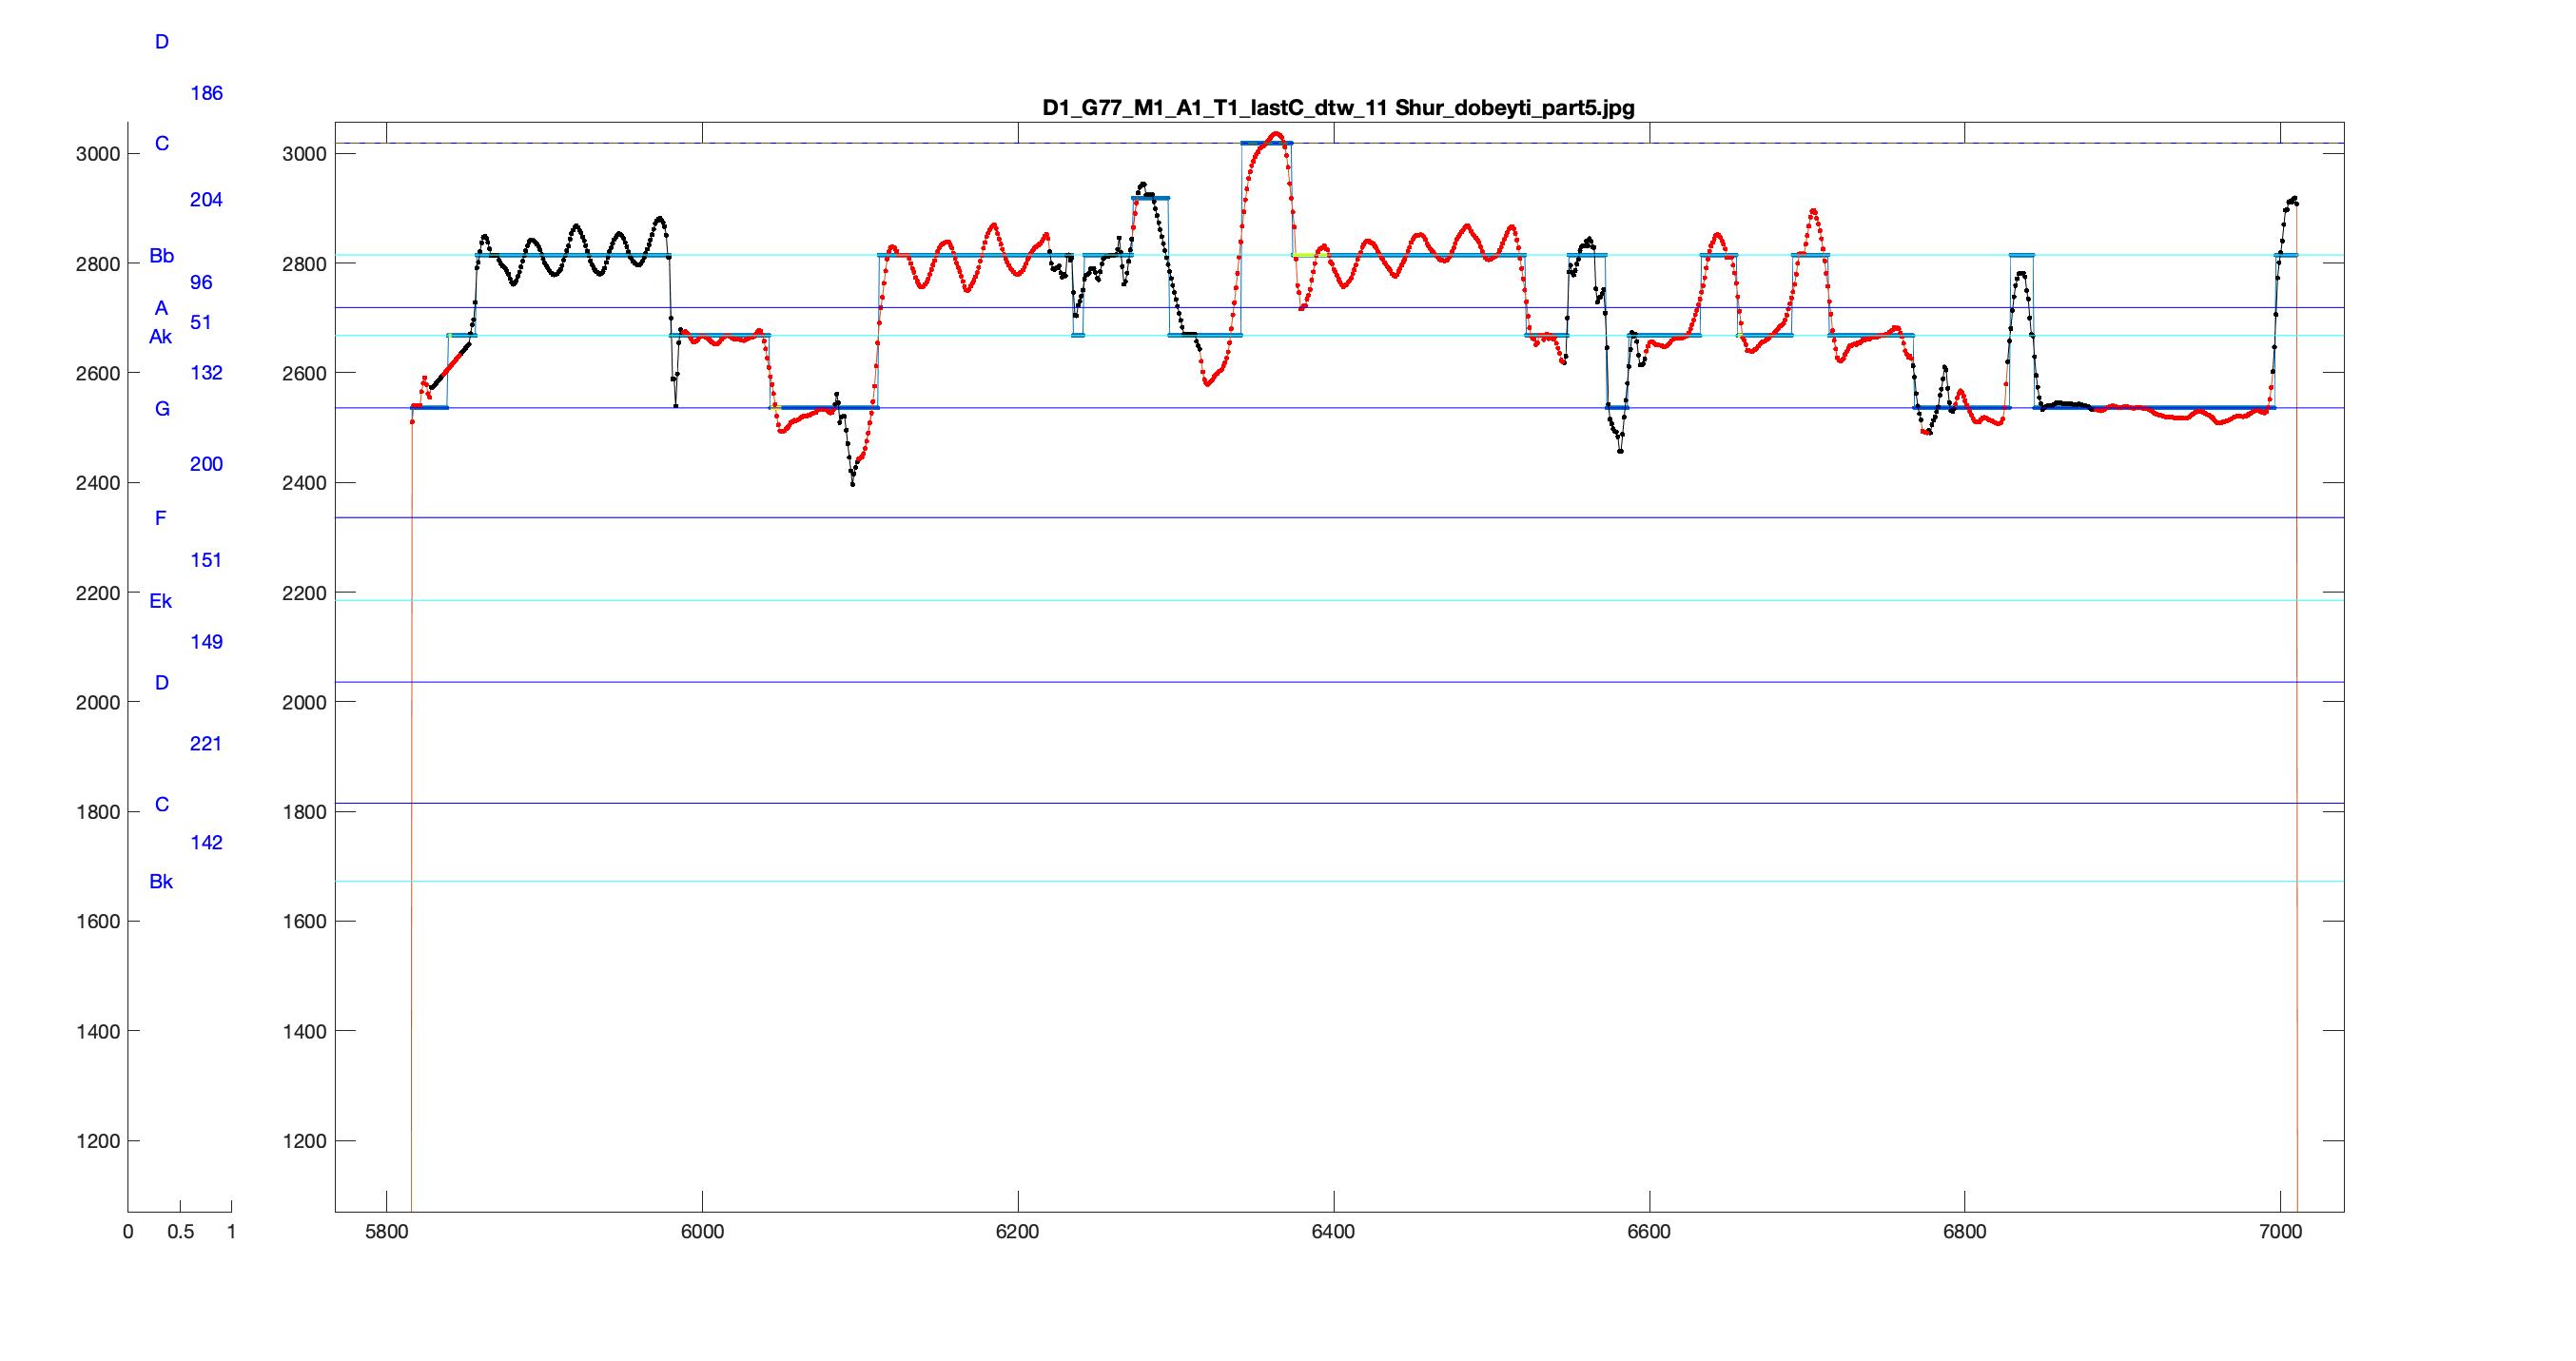 D
186
D1_G77_M1_A1_T1_lastC_dtw_11 Shur_dobeyti_part5.jpg
3000 C 3000
204
2800 Bb 2800
96
A
51
Ak
2600 132 2600
G
200
2400 2400
F
151
2200 Ek 2200
149
2000 D 2000
221
1800 C 1800
142
Bk
1600 1600
1400 1400
1200 1200
0 0.5 1 5800 6000 6200 6400 6600 6800 7000